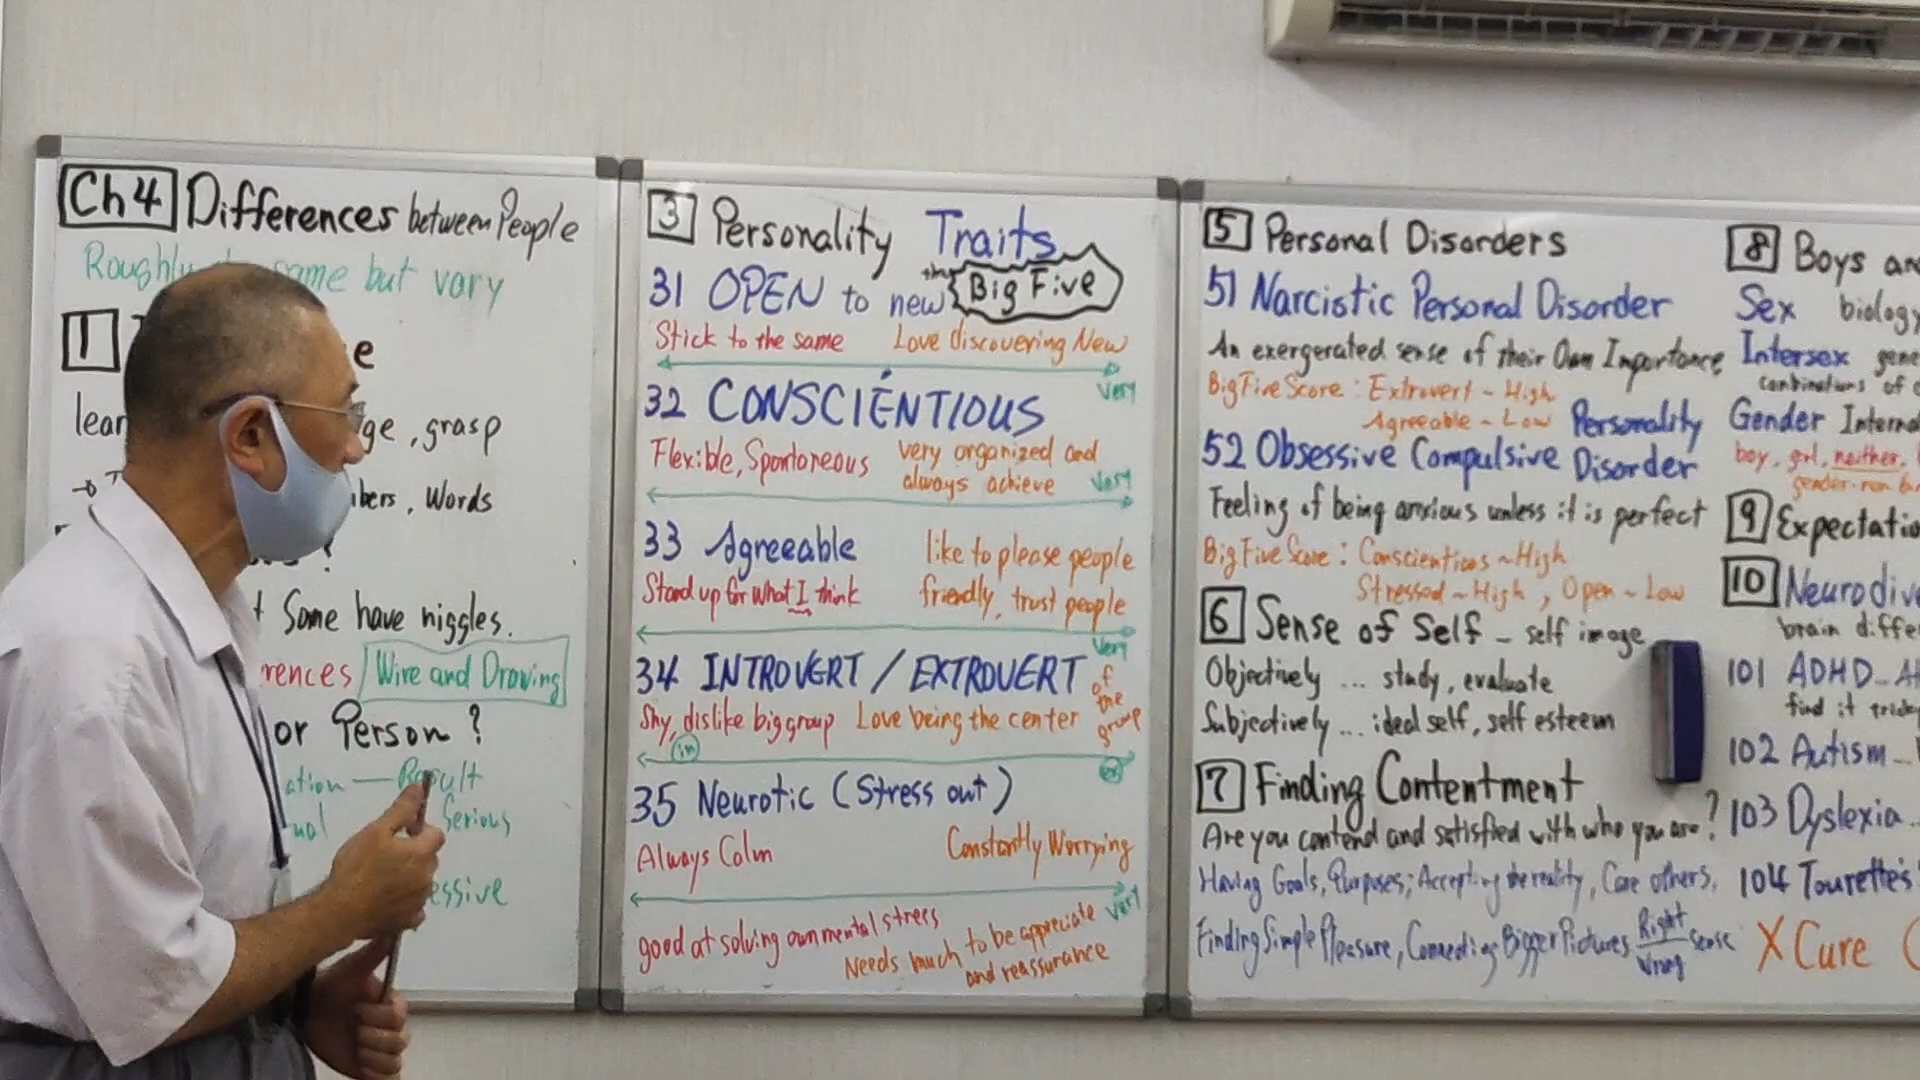 Ch4 Differences between People
same but vary
1
lear ge, grasp
bers, Words
?
Some have niggles.
rences Wire and Drawing
or Person?
ation — Result
ual Serious
essive
3 Personality Traits
the Big Five
31 OPEN to new
Stick to the same Love discovering New
Very
32 CONSCIENTIOUS
Flexible, Spontoneous very organized and
always achieve Very
33 Agreeable like to please people
Stand up for what I think friendly, trust people
Very
34 INTROVERT / EXTROVERT
Shy, dislike big group Love being the center of the group
in ex
35 Neurotic (Stress out)
Always Calm Constantly Worrying
Very
good at solving own mental stress
Needs much to be appreciate
and reassurance
5 Personal Disorders
51 Narcistic Personal Disorder
An exergerated sense of their Own Importance
Big Five Score : Extrovert ~ High
Agreeable ~ Low
52 Obsessive Compulsive Personality Disorder
Feeling of being anxious unless it is perfect
Big Five Score : Conscientious ~ High
Stressed ~ High , Open ~ Low
6 Sense of Self – self image
Objectively ... study, evaluate
Subjectively ... ideal self, self esteem
7 Finding Contentment
Are you contend and satisfied with who you are?
Having Goals, Purposes; Accepting the reality, Care others,
Finding Simple Pleasure, Connecting Bigger Pictures, Right sense
8 Boys an
Sex biology
Intersex gene
combinations of
Gender Interna
boy, girl, neither,
9 Expectatio
10 Neurodive
brain differ
101 ADHD – At
find it
102 Autism –
103 Dyslexia
104 Tourette's
X Cure